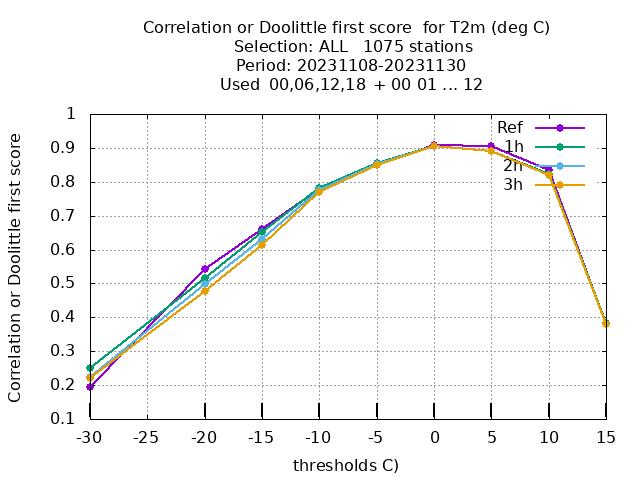 Correlation or Doolittle first score  for T2m (deg C)
Selection: ALL   1075 stations
Period: 20231108-20231130
Used  00,06,12,18  + 00 01 ... 12
Correlation or Doolittle first score
1
0.9
0.8
0.7
0.6
0.5
0.4
0.3
0.2
0.1
Ref
1h
2h
3h
-30 -25 -20 -15 -10 -5 0 5 10 15
thresholds C)